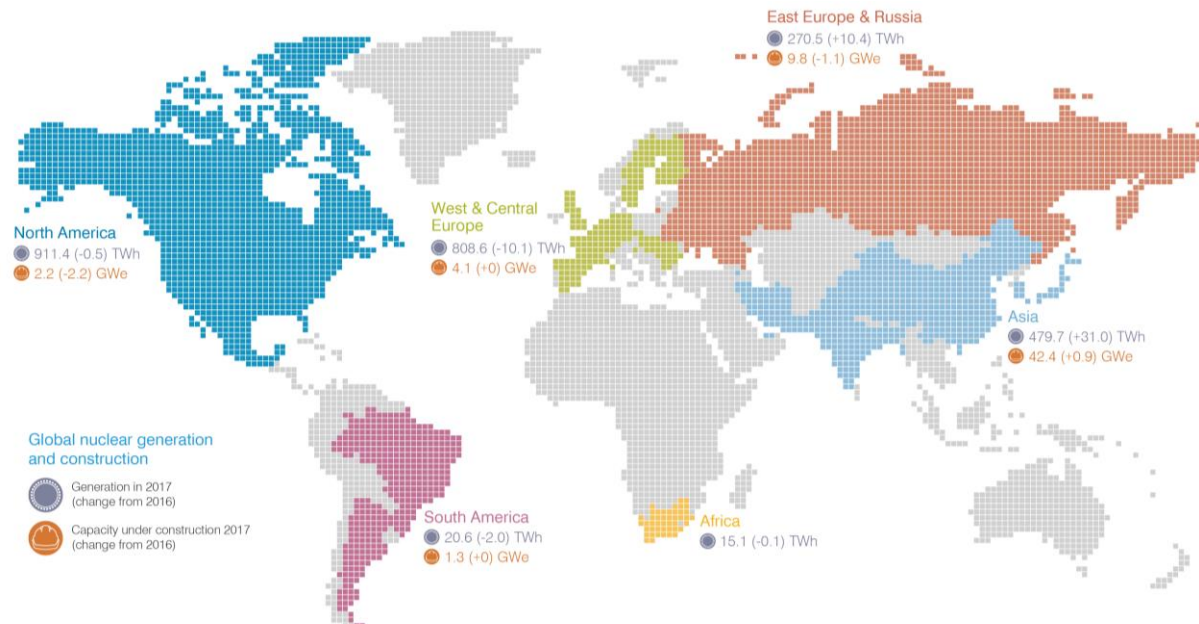 East Europe & Russia
270.5 (+10.4) TWh
9.8 (-1.1) GWe
North America
911.4 (-0.5) TWh
2.2 (-2.2) GWe
West & Central
Europe
808.6 (-10.1) TWh
4.1 (+0) GWe
Asia
479.7 (+31.0) TWh
42.4 (+0.9) GWe
Global nuclear generation
and construction
Generation in 2017
(change from 2016)
Capacity under construction 2017
(change from 2016)
South America
20.6 (-2.0) TWh
1.3 (+0) GWe
Africa
15.1 (-0.1) TWh